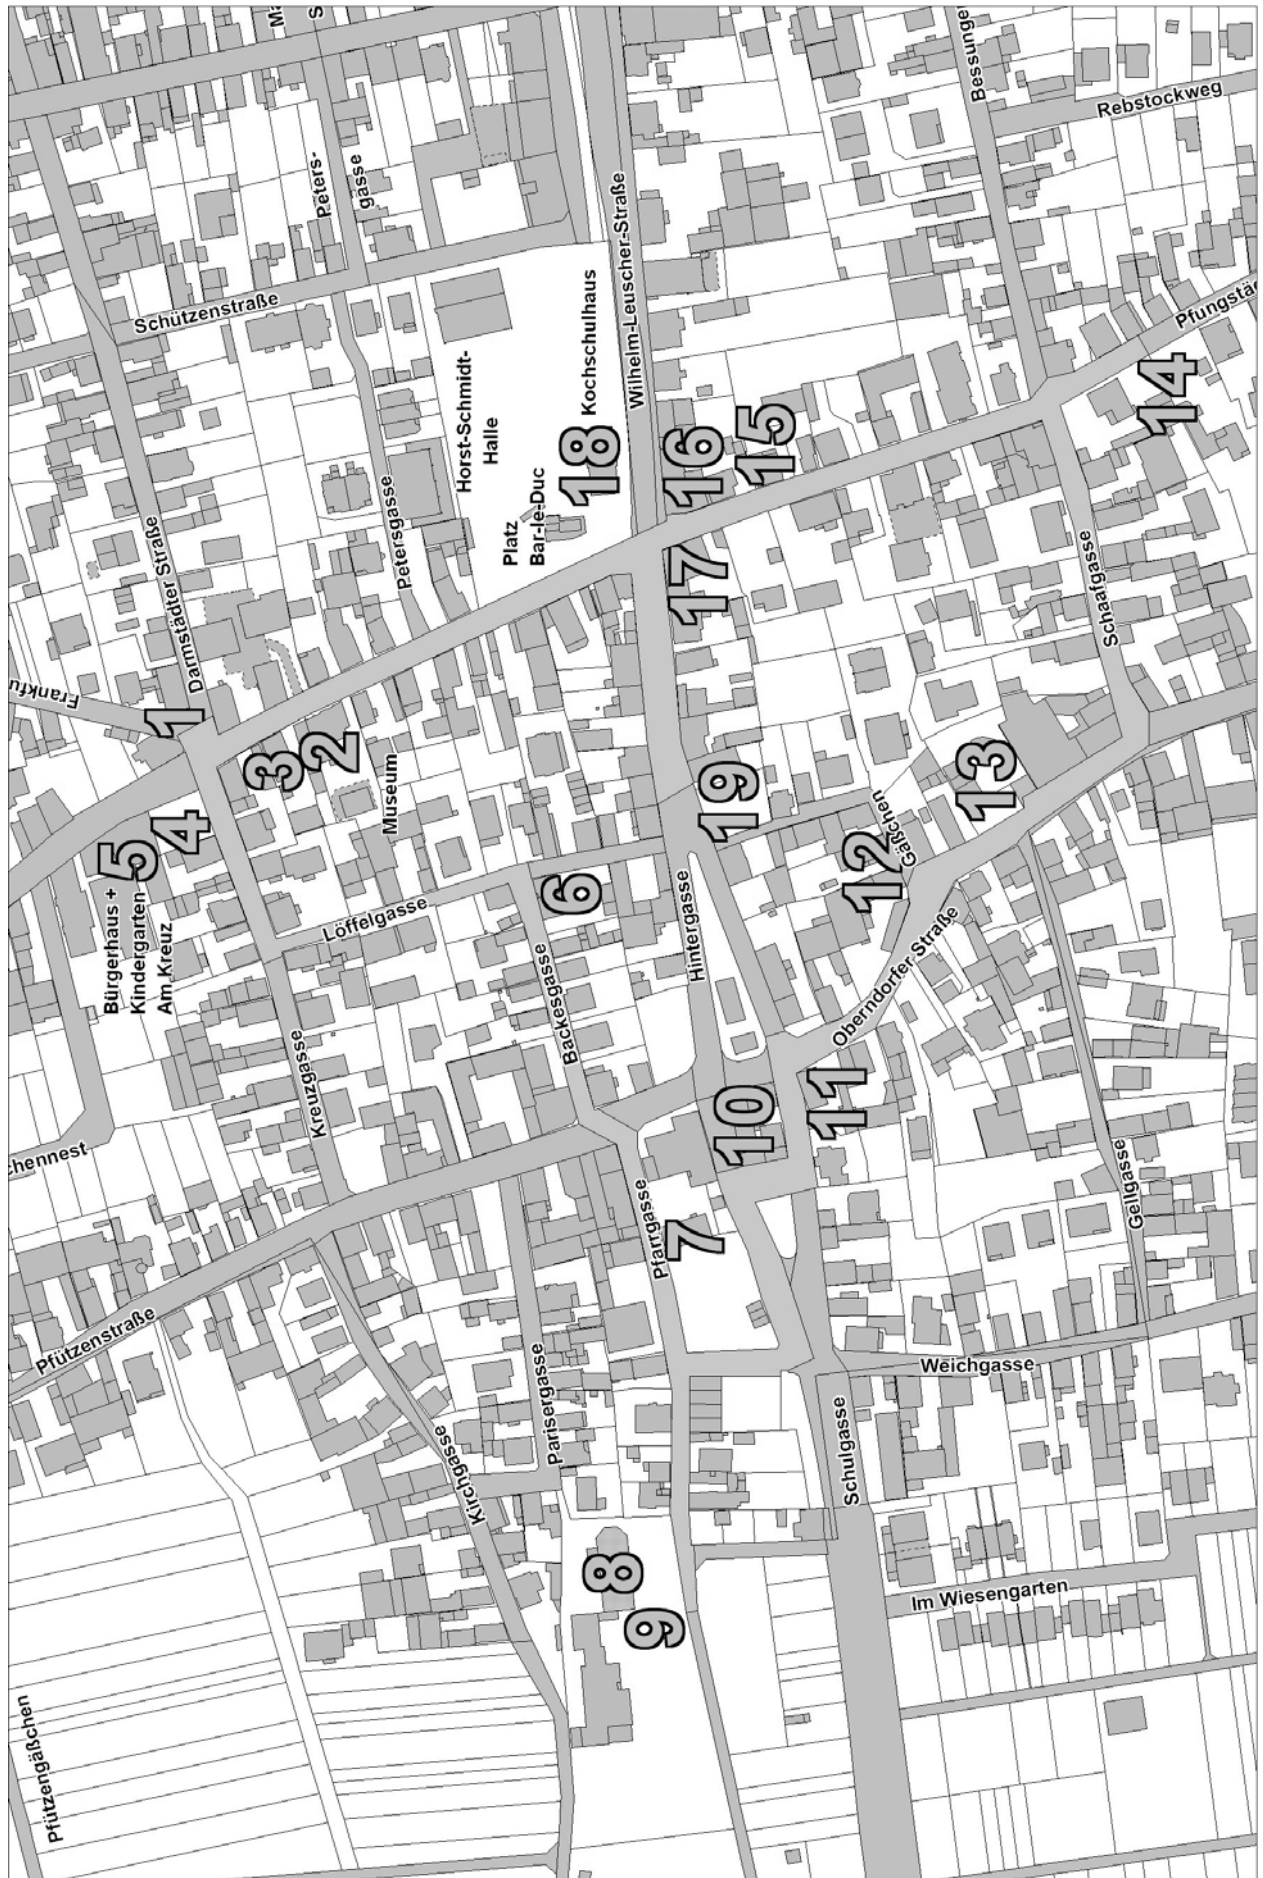 Peters-
gasse
Bessunger
Rebstockweg
Schützenstraße
Wilhelm-Leuscher-Straße
Kochschulhaus
Horst-Schmidt-
Halle
Platz
Bar-le-Duc
18
16
15
14
17
Darmstädter Straße
Petersgasse
Schaafgasse
1
3
2
Museum
4
5
Bürgerhaus +
Kindergarten
Am Kreuz
19
13
12
Gäßchen
6
Löffelgasse
Hintergasse
Backesgasse
Oberndorfer Straße
Kreuzgasse
10
11
7
Pfarrgasse
Gellgasse
Pfützenstraße
Parisergasse
Weichgasse
Kirchgasse
Schulgasse
8
9
Im Wiesengarten
Pfützengäßchen